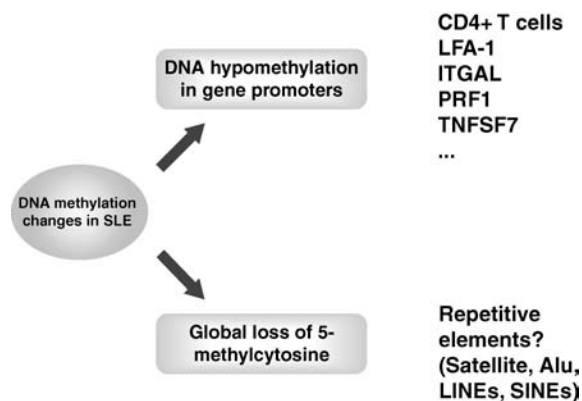 CD4+ T cells
LFA-1
ITGAL
PRF1
TNFSF7
...
DNA hypomethylation
in gene promoters
DNA methylation
changes in SLE
Global loss of 5-
methylcytosine
Repetitive
elements?
(Satellite, Alu,
LINEs, SINEs)